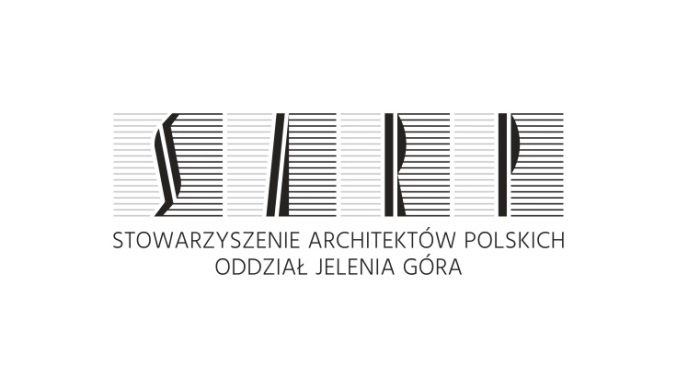 SARP
STOWARZYSZENIE ARCHITEKTÓW POLSKICH
ODDZIAŁ JELENIA GÓRA